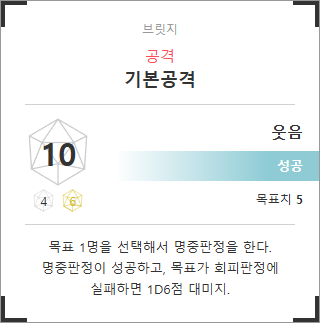 브릿지
공격
기본공격
10
4
6
웃음
성공
목표치 5
목표 1명을 선택해서 명중판정을 한다.
명중판정이 성공하고, 목표가 회피판정에
실패하면 1D6점 대미지.